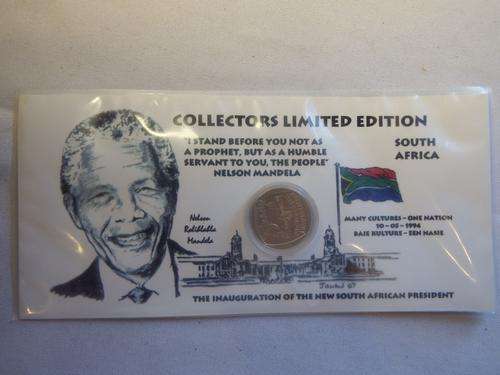 COLLECTORS LIMITED EDITION
"I STAND BEFORE YOU NOT AS
A PROPHET, BUT AS A HUMBLE
SERVANT TO YOU, THE PEOPLE"
NELSON MANDELA
SOUTH
AFRICA
Nelson
Rolihlahla
Mandela
MANY CULTURES – ONE NATION
10 – 05 – 1994
BAIE KULTURE – EEN NASIE
THE INAUGURATION OF THE NEW SOUTH AFRICAN PRESIDENT